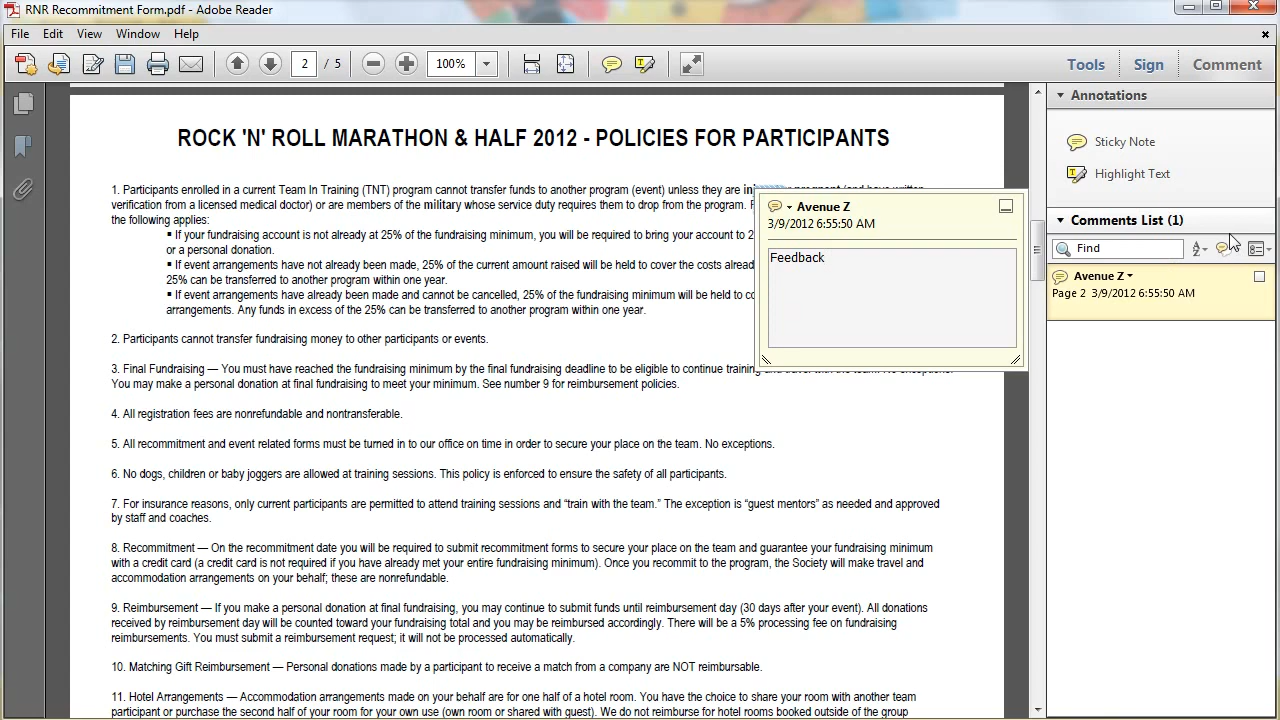 RNR Recommitment Form.pdf - Adobe Reader
File Edit View Window Help
2 / 5 100% Tools Sign Comment
Annotations
Sticky Note
Highlight Text
Comments List (1)
Find
Avenue Z
Page 2 3/9/2012 6:55:50 AM
ROCK 'N' ROLL MARATHON & HALF 2012 - POLICIES FOR PARTICIPANTS
1. Participants enrolled in a current Team In Training (TNT) program cannot transfer funds to another program (event) unless they are
verification from a licensed medical doctor) or are members of the military whose service duty requires them to drop from the program.
the following applies:
▪ If your fundraising account is not already at 25% of the fundraising minimum, you will be required to bring your account to
or a personal donation.
▪ If event arrangements have not already been made, 25% of the current amount raised will be held to cover the costs
25% can be transferred to another program within one year.
▪ If event arrangements have already been made and cannot be cancelled, 25% of the fundraising minimum will be held to
arrangements. Any funds in excess of the 25% can be transferred to another program within one year.
Avenue Z
3/9/2012 6:55:50 AM
Feedback
2. Participants cannot transfer fundraising money to other participants or events.
3. Final Fundraising — You must have reached the fundraising minimum by the final fundraising deadline to be eligible to continue training
You may make a personal donation at final fundraising to meet your minimum. See number 9 for reimbursement policies.
4. All registration fees are nonrefundable and nontransferable.
5. All recommitment and event related forms must be turned in to our office on time in order to secure your place on the team. No exceptions.
6. No dogs, children or baby joggers are allowed at training sessions. This policy is enforced to ensure the safety of all participants.
7. For insurance reasons, only current participants are permitted to attend training sessions and “train with the team.” The exception is “guest mentors” as needed and approved
by staff and coaches.
8. Recommitment — On the recommitment date you will be required to submit recommitment forms to secure your place on the team and guarantee your fundraising minimum
with a credit card (a credit card is not required if you have already met your entire fundraising minimum). Once you recommit to the program, the Society will make travel and
accommodation arrangements on your behalf; these are nonrefundable.
9. Reimbursement — If you make a personal donation at final fundraising, you may continue to submit funds until reimbursement day (30 days after your event). All donations
received by reimbursement day will be counted toward your fundraising total and you may be reimbursed accordingly. There will be a 5% processing fee on fundraising
reimbursements. You must submit a reimbursement request; it will not be processed automatically.
10. Matching Gift Reimbursement — Personal donations made by a participant to receive a match from a company are NOT reimbursable.
11. Hotel Arrangements — Accommodation arrangements made on your behalf are for one half of a hotel room. You have the choice to share your room with another team
participant or purchase the second half of your room for your own use (own room or shared with guest). We do not reimburse for hotel rooms booked outside of the group